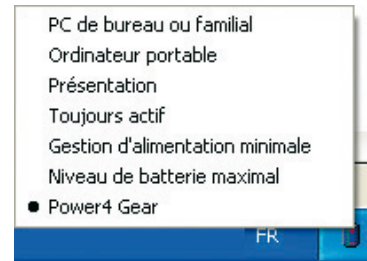 PC de bureau ou familial
Ordinateur portable
Présentation
Toujours actif
Gestion d'alimentation minimale
Niveau de batterie maximal
Power4 Gear
FR